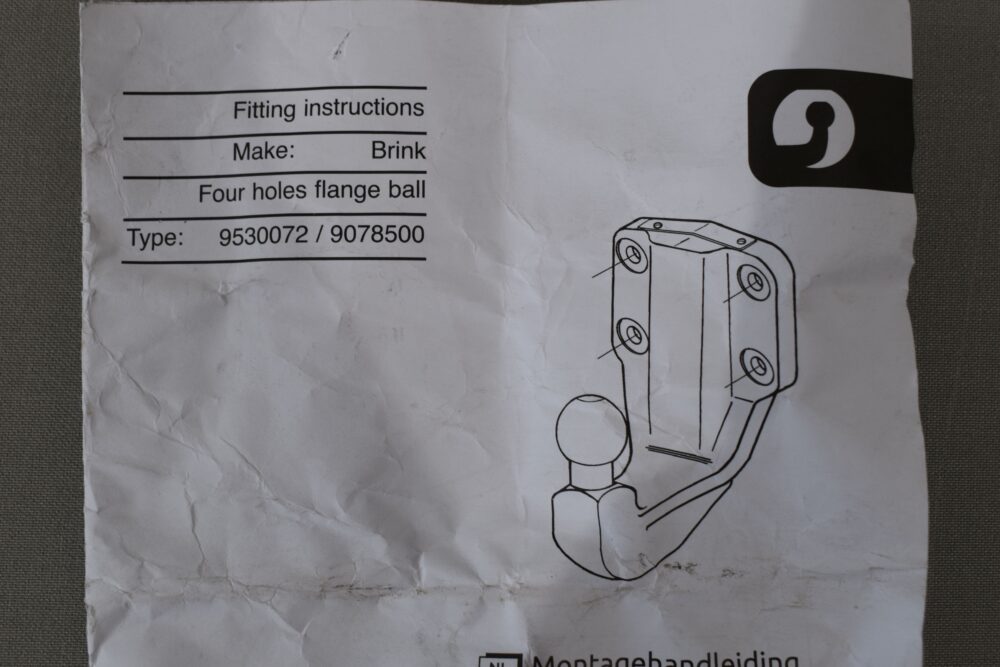 Fitting instructions
Make: Brink
Four holes flange ball
Type: 9530072 / 9078500
NL Montagehandleiding